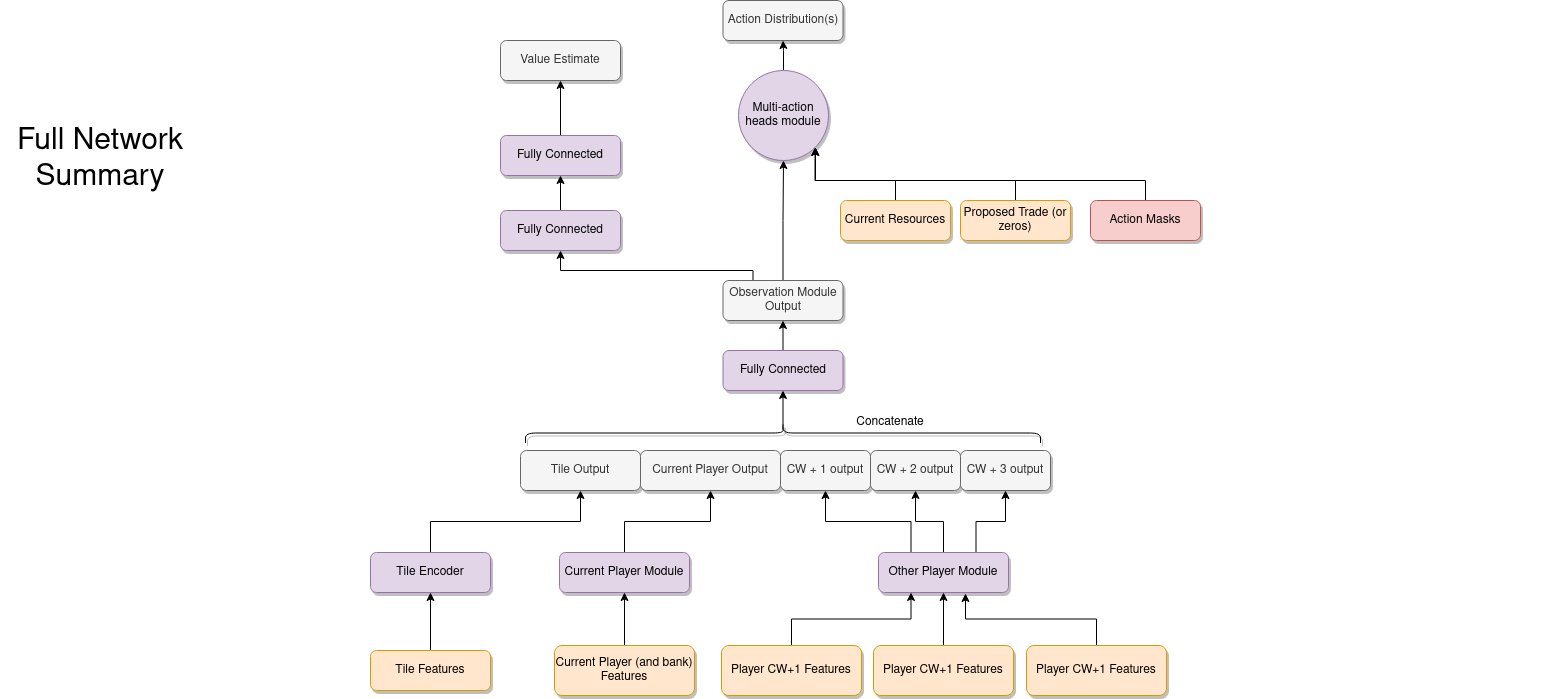 Action Distribution(s)
Value Estimate
Multi-action
heads module
Full Network
Summary
Fully Connected
Fully Connected
Current Resources
Proposed Trade (or
zeros)
Action Masks
Observation Module
Output
Fully Connected
Concatenate
Tile Output
Current Player Output
CW + 1 output
CW + 2 output
CW + 3 output
Tile Encoder
Current Player Module
Other Player Module
Tile Features
Current Player (and bank)
Features
Player CW+1 Features
Player CW+1 Features
Player CW+1 Features